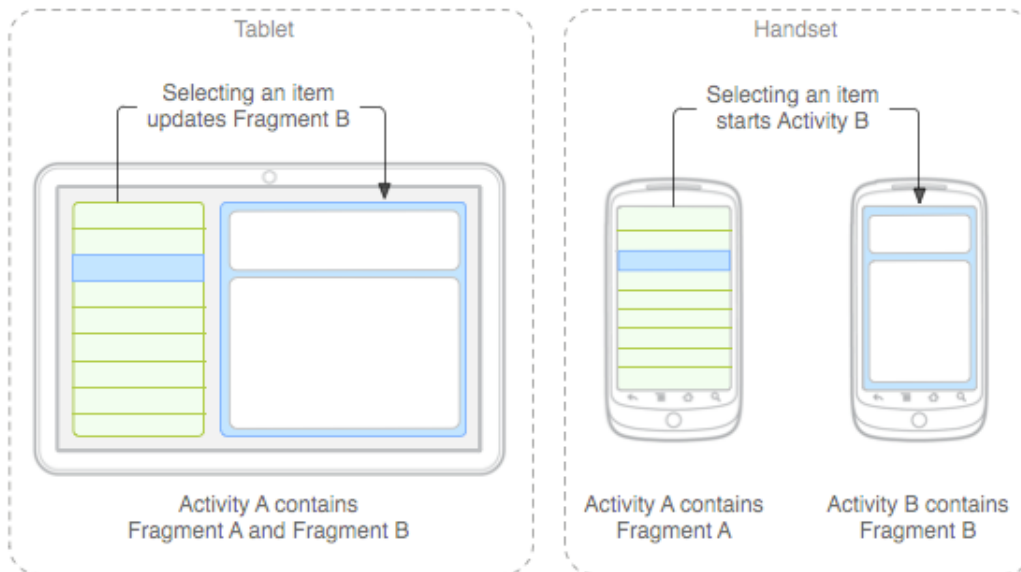 Tablet
Selecting an item
updates Fragment B
Activity A contains
Fragment A and Fragment B
Handset
Selecting an item
starts Activity B
Activity A contains
Fragment A
Activity B contains
Fragment B